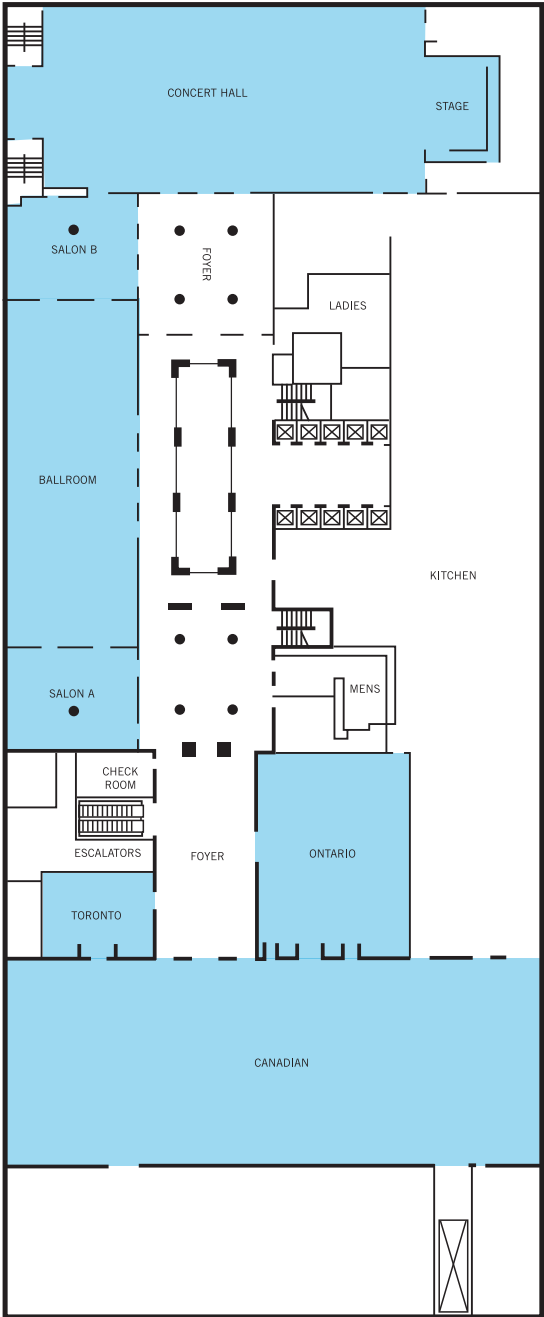 CONCERT HALL
STAGE
SALON B
FOYER
LADIES
BALLROOM
KITCHEN
SALON A
MENS
CHECK
ROOM
ESCALATORS
FOYER
ONTARIO
TORONTO
CANADIAN